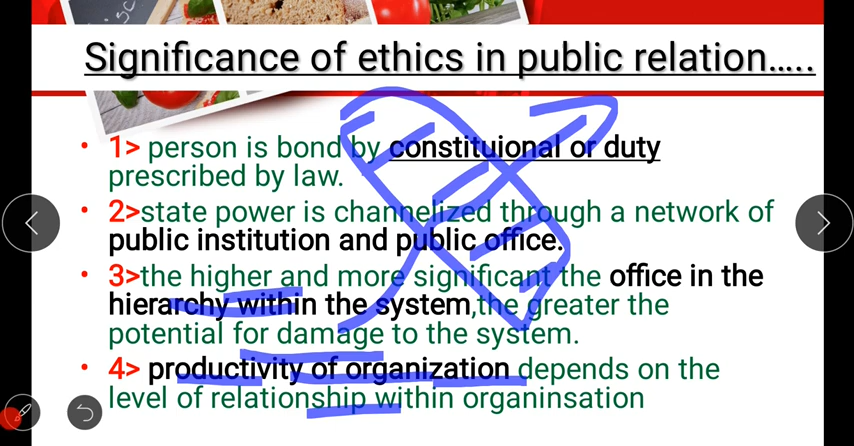 Significance of ethics in public relation.....
• 1> person is bond by constituional or duty
prescribed by law.
• 2>state power is channelized through a network of
public institution and public office.
• 3>the higher and more significant the office in the
hierarchy within the system,the greater the
potential for damage to the system.
• 4> productivity of organization depends on the
level of relationship within organinsation